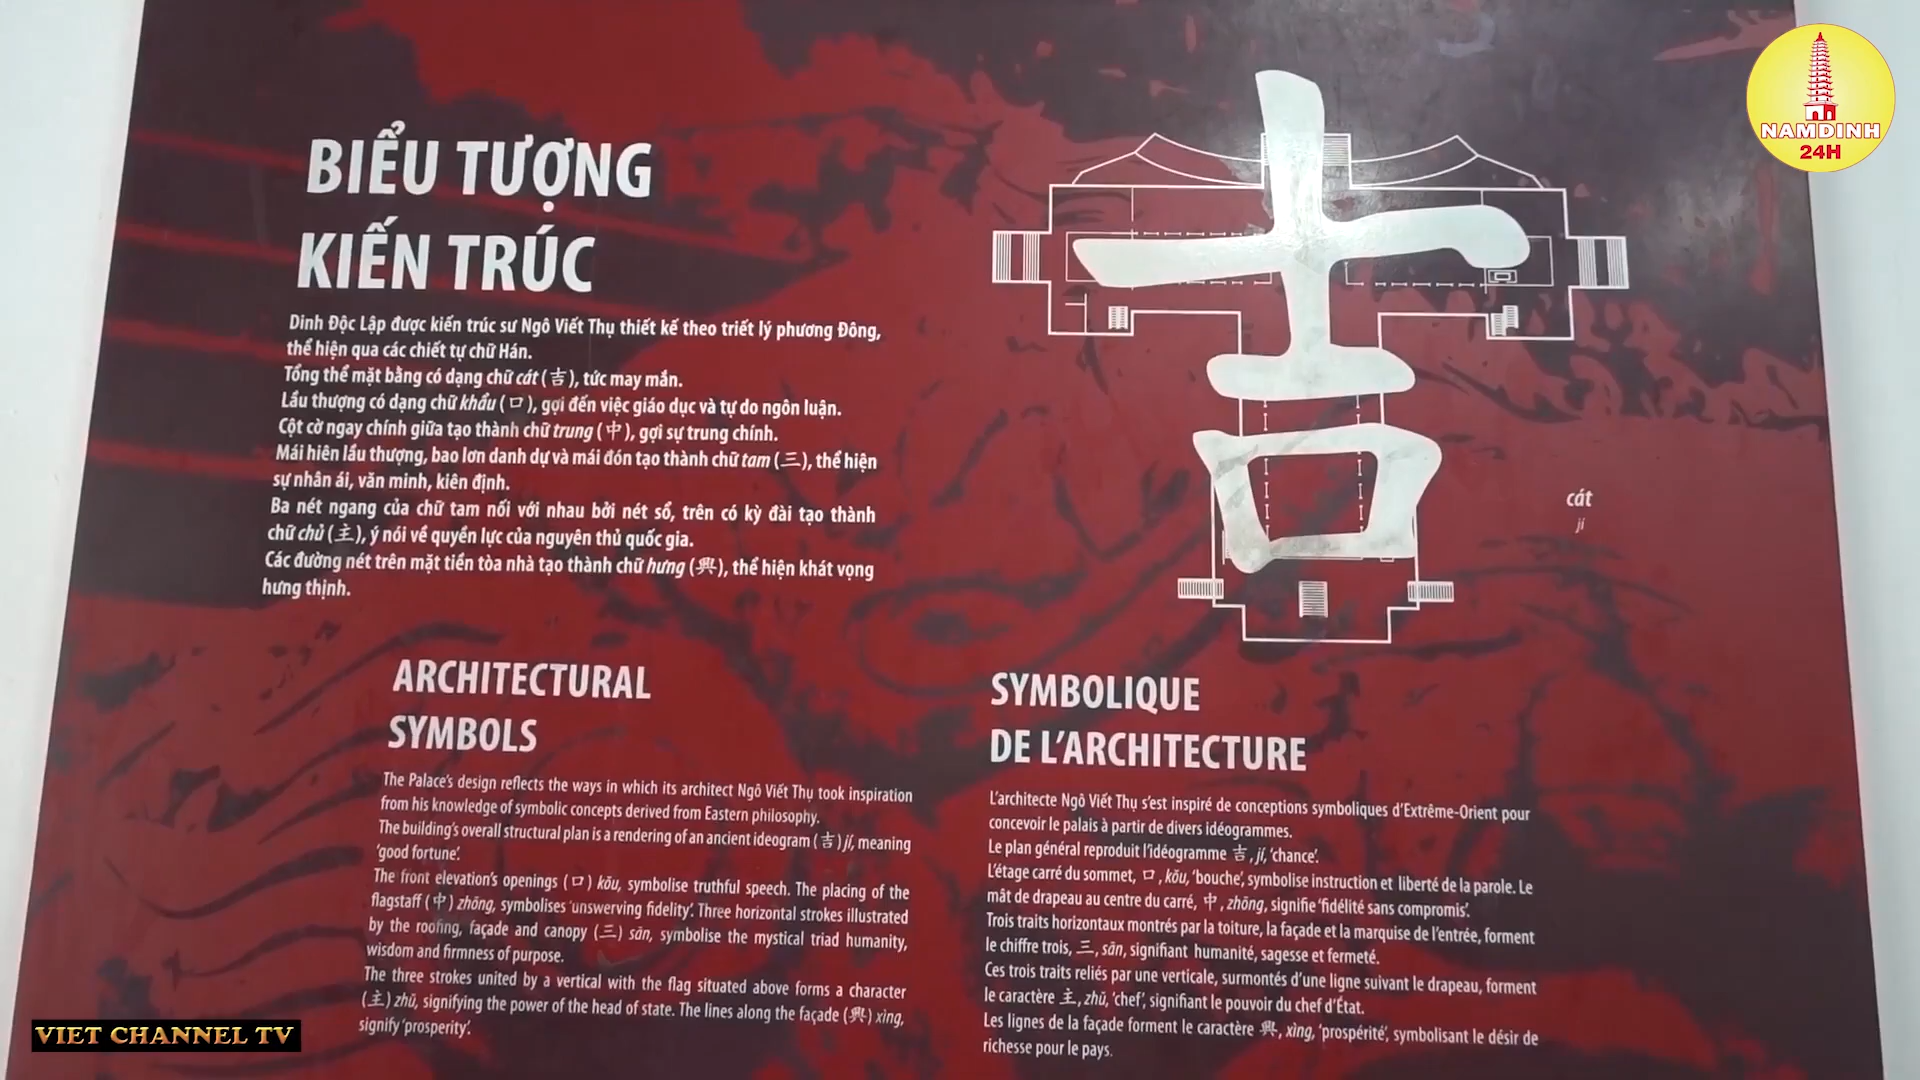 NAMDINH
24H
BIỂU TƯỢNG
KIẾN TRÚC
Dinh Độc Lập được kiến trúc sư Ngô Viết Thụ thiết kế theo triết lý phương Đông,
thể hiện qua các chiết tự chữ Hán.
Tổng thể mặt bằng có dạng chữ cát (吉), tức may mắn.
Lầu thượng có dạng chữ khẩu (口), gợi đến việc giáo dục và tự do ngôn luận.
Cột cờ ngay chính giữa tạo thành chữ trung (中), gợi sự trung chính.
Mái hiên lầu thượng, bao lơn danh dự và mái đón tạo thành chữ tam (三), thể hiện
sự nhân ái, văn minh, kiên định.
Ba nét ngang của chữ tam nối với nhau bởi nét sổ, trên có kỳ đài tạo thành
chữ chủ (主), ý nói về quyền lực của nguyên thủ quốc gia.
Các đường nét trên mặt tiền tòa nhà tạo thành chữ hưng (興), thể hiện khát vọng
hưng thịnh.
吉
cát
jí
ARCHITECTURAL
SYMBOLS
The Palace's design reflects the ways in which its architect Ngô Viết Thụ took inspiration
from his knowledge of symbolic concepts derived from Eastern philosophy.
The building's overall structural plan is a rendering of an ancient ideogram (吉) jí, meaning
'good fortune'.
The front elevation's openings (口) kǒu, symbolise truthful speech. The placing of the
flagstaff (中) zhōng, symbolises 'unswerving fidelity'. Three horizontal strokes illustrated
by the roofing, façade and canopy (三) sān, symbolise the mystical triad humanity,
wisdom and firmness of purpose.
The three strokes united by a vertical with the flag situated above forms a character
(主) zhǔ, signifying the power of the head of state. The lines along the façade (興) xìng,
signify 'prosperity'.
SYMBOLIQUE
DE L'ARCHITECTURE
L'architecte Ngô Viết Thụ s'est inspiré de conceptions symboliques d'Extrême-Orient pour
concevoir le palais à partir de divers idéogrammes.
Le plan général reproduit l'idéogramme 吉, jí, 'chance'.
L'étage carré du sommet, 口, kǒu, 'bouche', symbolise instruction et liberté de la parole. Le
mât de drapeau au centre du carré, 中, zhōng, signifie 'fidélité sans compromis'.
Trois traits horizontaux montrés par la toiture, la façade et la marquise de l'entrée, forment
le chiffre trois, 三, sān, signifiant humanité, sagesse et fermeté.
Ces trois traits reliés par une verticale, surmontés d'une ligne suivant le drapeau, forment
le caractère 主, zhǔ, 'chef', signifiant le pouvoir du chef d'État.
Les lignes de la façade forment le caractère 興, xìng, 'prospérité', symbolisant le désir de
richesse pour le pays.
VIET CHANNEL TV